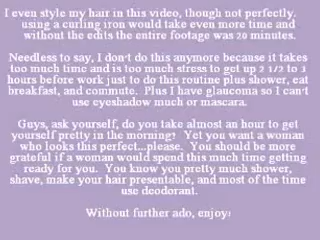 I even style my hair in this video, though not perfectly.
using a curling iron would take even more time and
without the edits the entire footage was 20 minutes.
Needless to say, I don't do this anymore because it takes
too much time and is too much stress to get up 2 1/2 to 3
hours before work just to do this routine plus shower, eat
breakfast, and commute. Plus I have glaucoma so I can't
use eyeshadow much or mascara.
Guys, ask yourself, do you take almost an hour to get
yourself pretty in the morning? Yet you want a woman
who looks this perfect...please. You should be more
grateful if a woman would spend this much time getting
ready for you. You know you pretty much shower,
shave, make your hair presentable, and most of the time
use deodorant.
Without further ado, enjoy!